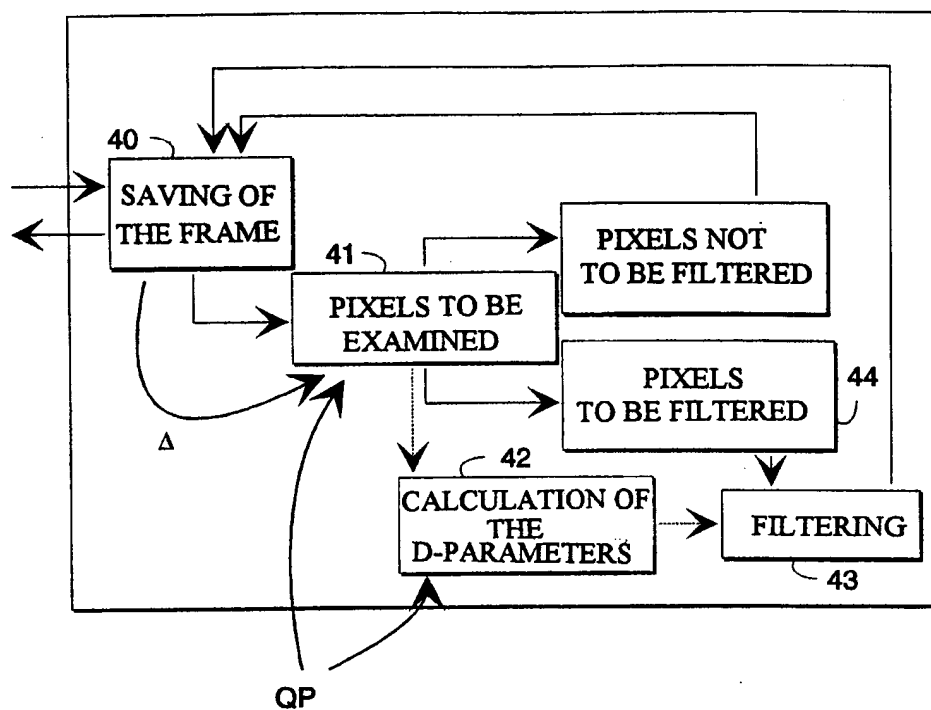 40
SAVING OF
THE FRAME
41
PIXELS TO BE
EXAMINED
PIXELS NOT
TO BE FILTERED
PIXELS
TO BE FILTERED
44
Δ
42
CALCULATION OF
THE
D-PARAMETERS
FILTERING
43
QP